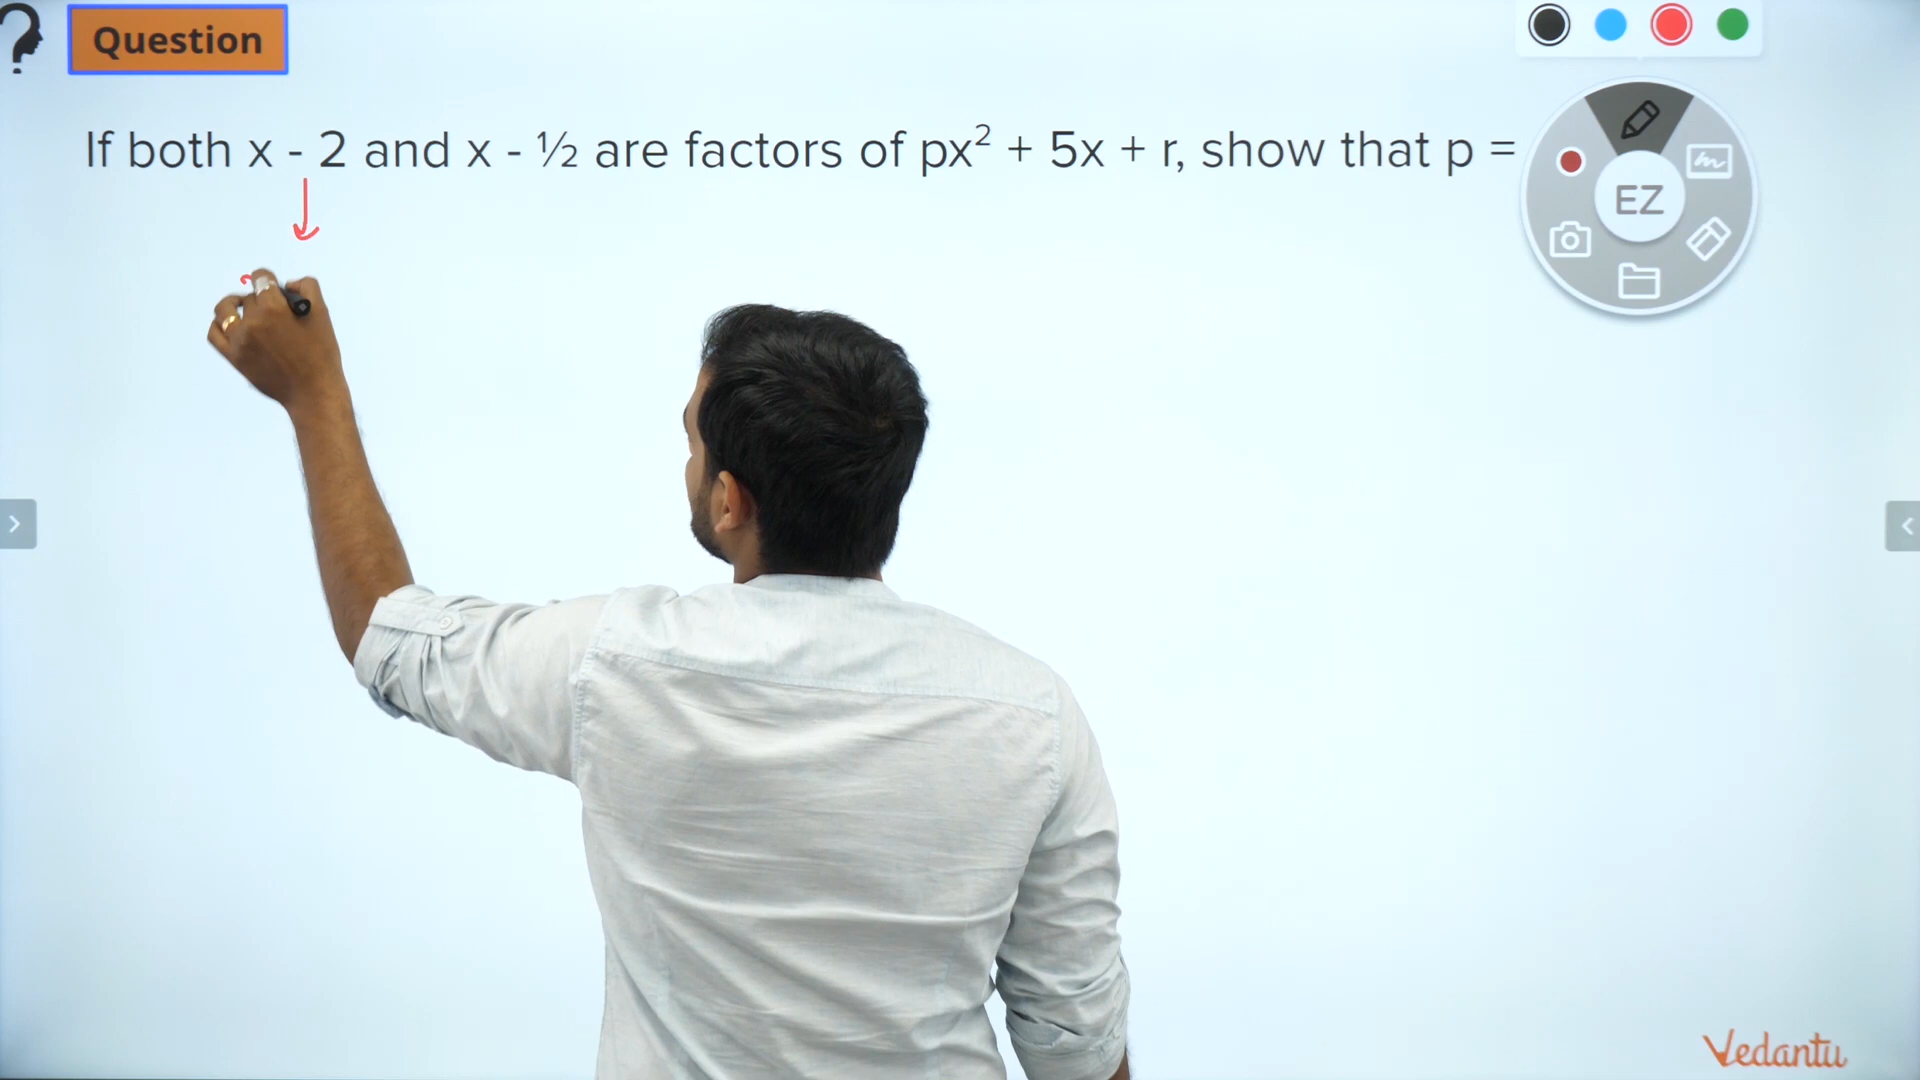 Question
If both x - 2 and x - ½ are factors of px² + 5x + r, show that p =
EZ
Vedantu